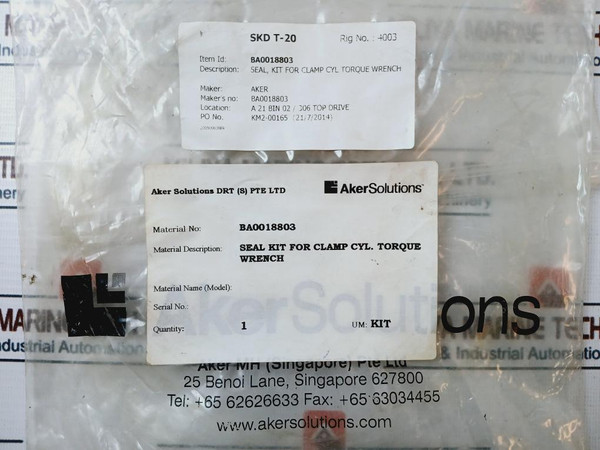 SKD T-20 Rig No. : 4003
Item Id: BA0018803
Description: SEAL, KIT FOR CLAMP CYL TORQUE WRENCH
Maker: AKER
Maker's no: BA0018803
Location: A 21 BIN 02 / 306 TOP DRIVE
PO No. KM2-00165 (21/7/2014)
Aker Solutions DRT (S) PTE LTD AkerSolutions
Material No: BA0018803
Material Description: SEAL KIT FOR CLAMP CYL. TORQUE
WRENCH
Material Name (Model):
Serial No.:
Quantity: 1 UM: KIT
AkerSolutions
Aker MH (Singapore) Pte Ltd
25 Benoi Lane, Singapore 627800
Tel: +65 62626633 Fax: +65 63034455
www.akersolutions.com